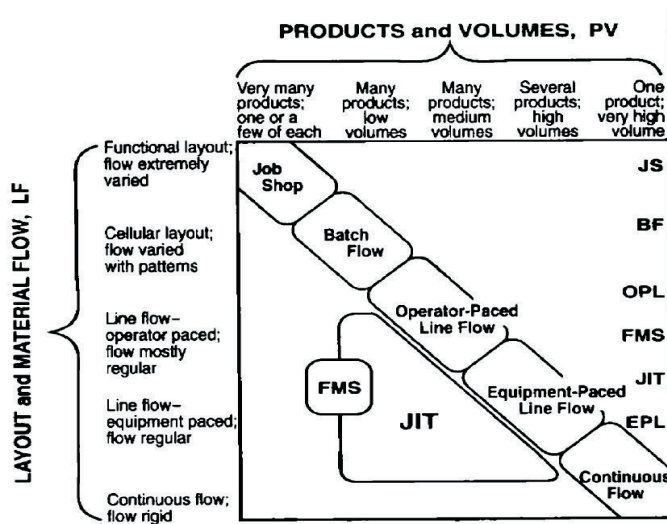 PRODUCTS and VOLUMES, PV
Very many
products;
one or a
few of each
Many
products;
low
volumes
Many
products;
medium
volumes
Several
products;
high
volumes
One
product;
very high
volume
LAYOUT and MATERIAL FLOW, LF
Functional layout;
flow extremely
varied
Cellular layout;
flow varied
with patterns
Line flow–
operator paced;
flow mostly
regular
Line flow–
equipment paced;
flow regular
Continuous flow;
flow rigid
Job
Shop
Batch
Flow
Operator-Paced
Line Flow
Equipment-Paced
Line Flow
Continuous
Flow
FMS
JIT
JS
BF
OPL
FMS
JIT
EPL